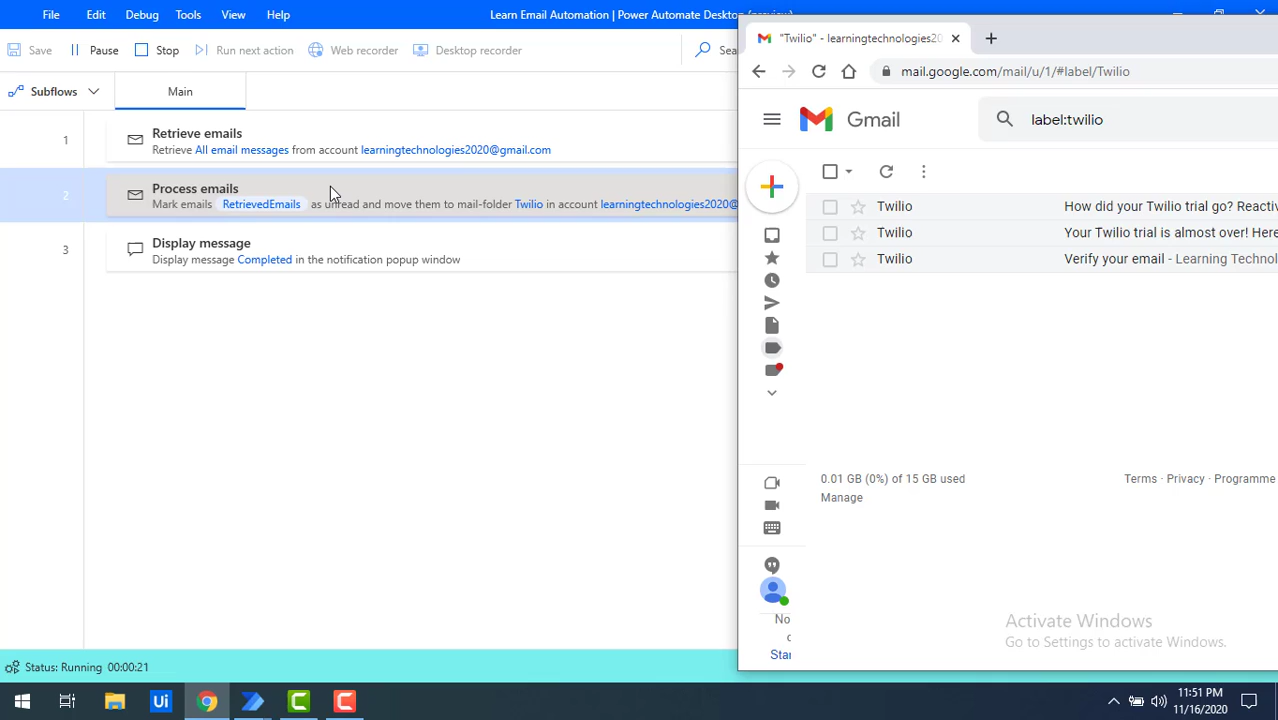 File Edit Debug Tools View Help
Learn Email Automation | Power Automate Desktop (preview)
Save Pause Stop Run next action Web recorder Desktop recorder
Subflows Main
1
Retrieve emails
Retrieve All email messages from account learningtechnologies2020@gmail.com
2
Process emails
Mark emails RetrievedEmails as unread and move them to mail-folder Twilio in account learningtechnologies2020@
3
Display message
Display message Completed in the notification popup window
Status: Running 00:00:21
"Twilio" - learningtechnologies20
mail.google.com/mail/u/1/#label/Twilio
Gmail
label:twilio
Twilio How did your Twilio trial go?
Twilio Your Twilio trial is almost over! Here
Twilio Verify your email - Learning Technol
0.01 GB (0%) of 15 GB used
Manage
Terms · Privacy · Programme
No
Star
Activate Windows
Go to Settings to activate Windows.
Ui
11:51 PM
11/16/2020